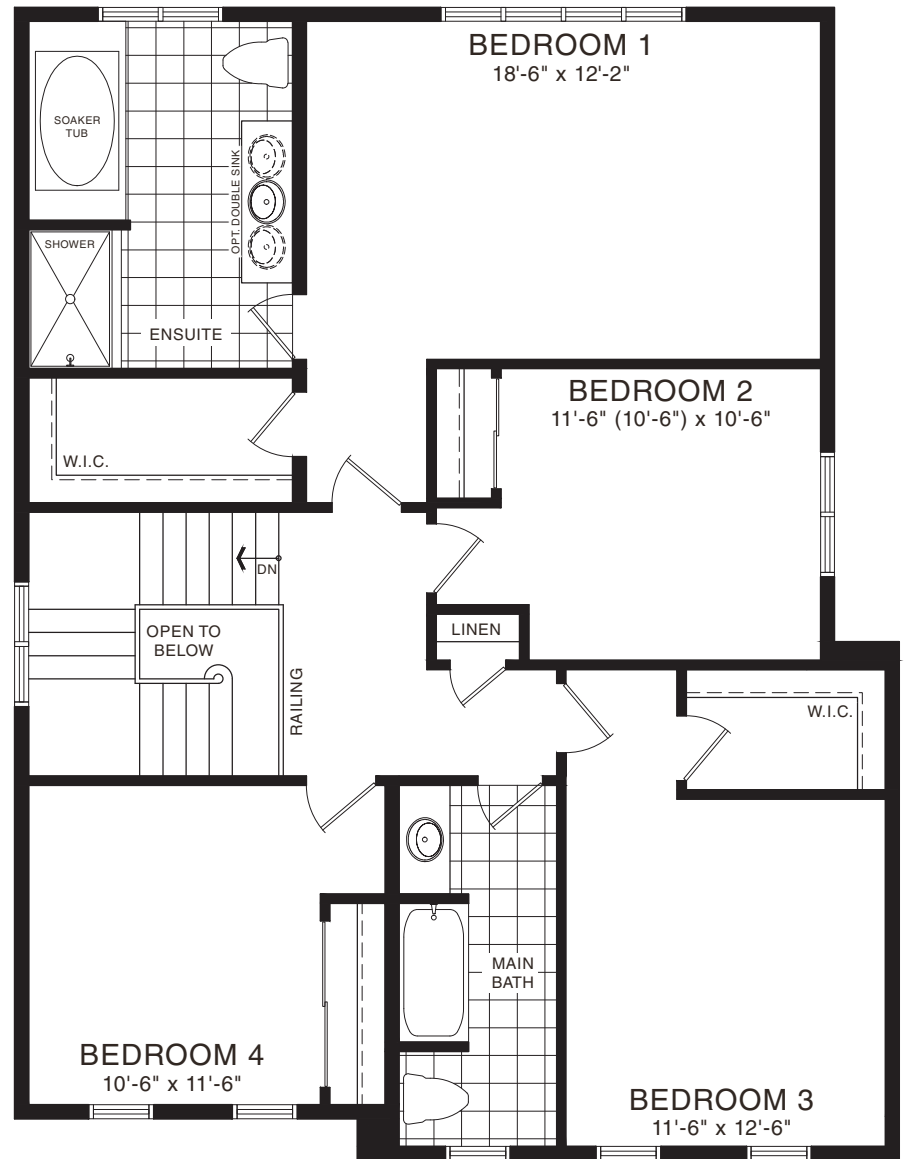 BEDROOM 1
18'-6" x 12'-2"
SOAKER
TUB
OPT. DOUBLE SINK
SHOWER
ENSUITE
BEDROOM 2
11'-6" (10'-6") x 10'-6"
W.I.C.
DN
OPEN TO
BELOW
LINEN
RAILING
W.I.C.
MAIN
BATH
BEDROOM 4
10'-6" x 11'-6"
BEDROOM 3
11'-6" x 12'-6"